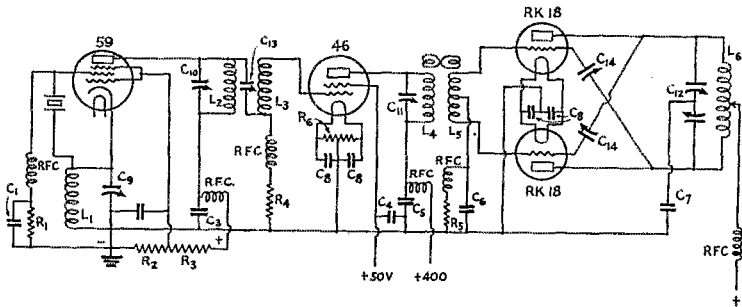 59
C10
L2
C13
L3
46
RK 18
C14
L6
C12
C11
L4
L5
C8
C14
RK 18
R6
C8
C8
RFC
C9
RFC
RFC
RFC
C1
R1
L1
C3
R4
C4
C5
R5
C6
C7
RFC
-
R2
R3
+
+50V
+400
+